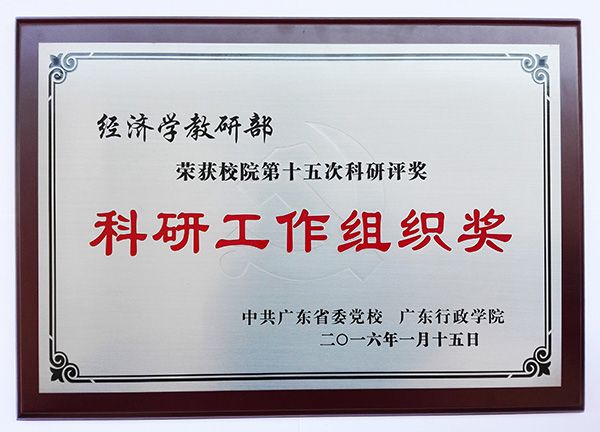 经济学教研部
荣获校院第十五次科研评奖
科研工作组织奖
中共广东省委党校 广东行政学院
二〇一六年一月十五日